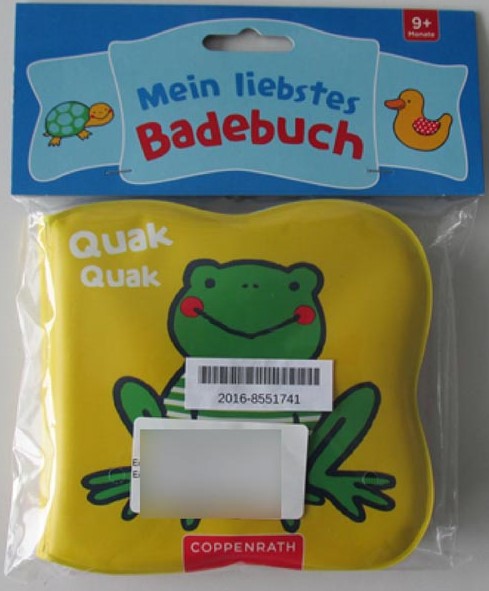 9+
Monate
Mein liebstes
Badebuch
Quak
Quak
2016-8551741
E
E
COPPENRATH